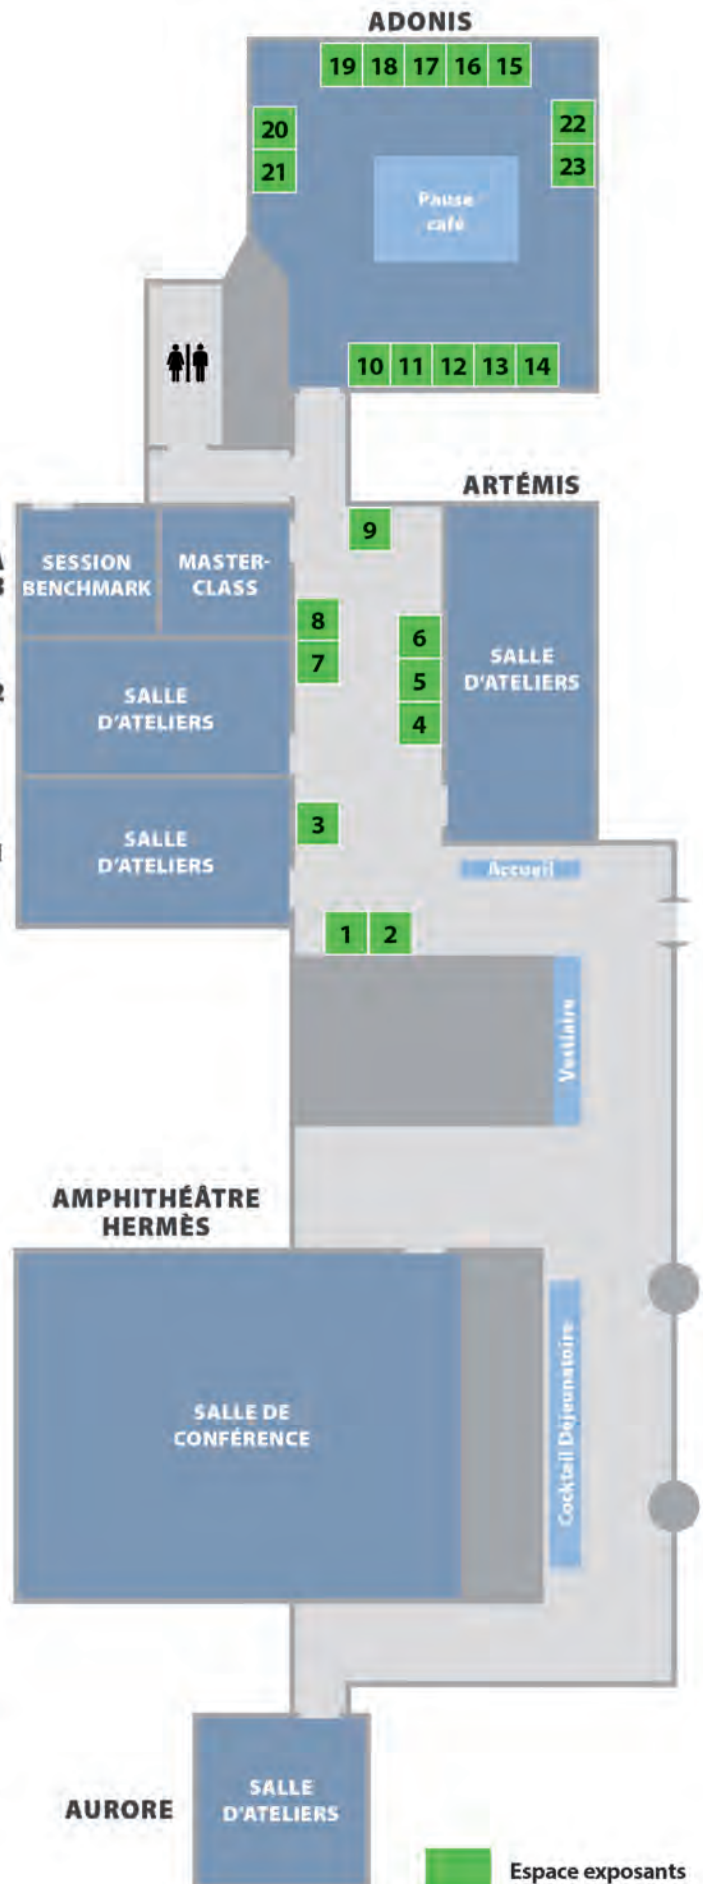 ADONIS
19 18 17 16 15
20
22
21
23
Pause
café
10 11 12 13 14
ARTÉMIS
9
SESSION
BENCHMARK
MASTER-
CLASS
8
7
6
5
4
SALLE
D'ATELIERS
SALLE
D'ATELIERS
3
SALLE
D'ATELIERS
Accueil
1 2
Vestiaire
AMPHITHÉÂTRE
HERMÈS
SALLE DE
CONFÉRENCE
Cocktail Déjeunatoire
AURORE
SALLE
D'ATELIERS
Espace exposants